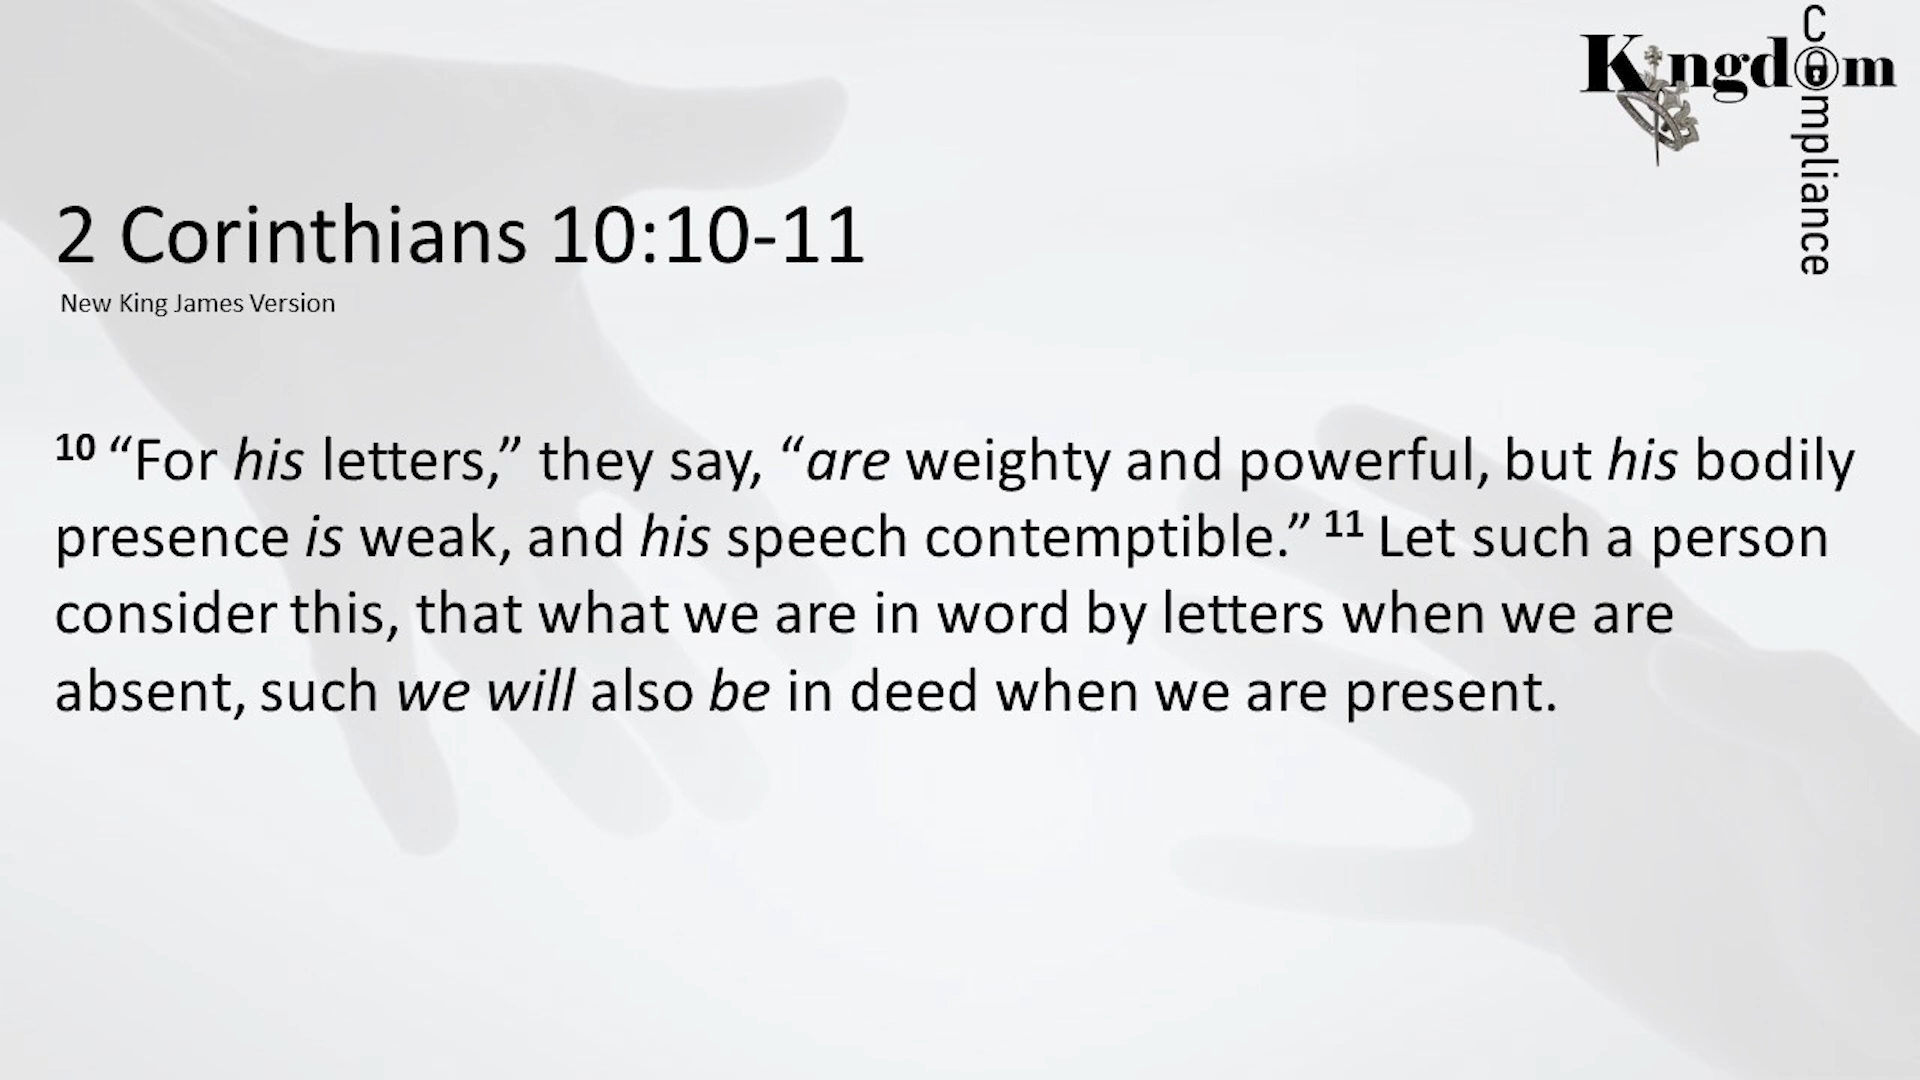 Kingdom
Compliance
2 Corinthians 10:10-11
New King James Version
10 “For his letters,” they say, “are weighty and powerful, but his bodily
presence is weak, and his speech contemptible.” 11 Let such a person
consider this, that what we are in word by letters when we are
absent, such we will also be in deed when we are present.